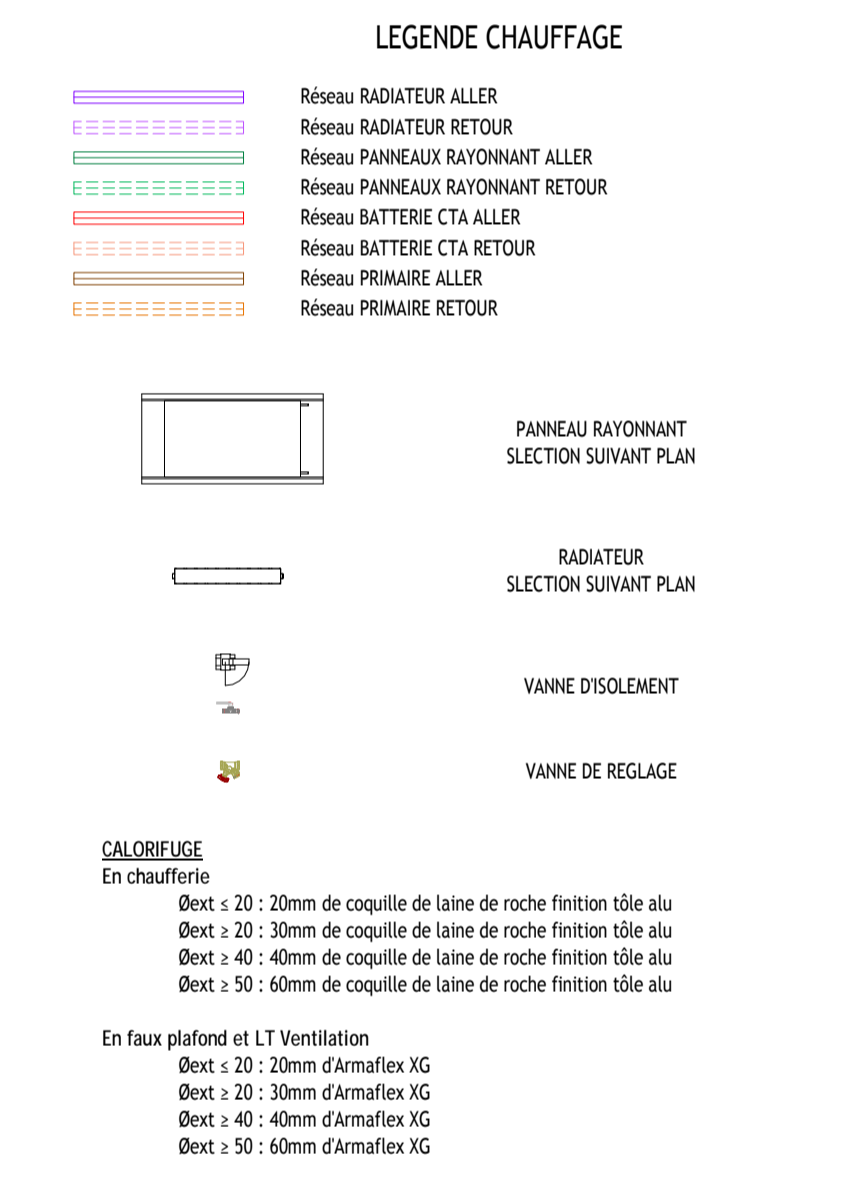 LEGENDE CHAUFFAGE
Réseau RADIATEUR ALLER
Réseau RADIATEUR RETOUR
Réseau PANNEAUX RAYONNANT ALLER
Réseau PANNEAUX RAYONNANT RETOUR
Réseau BATTERIE CTA ALLER
Réseau BATTERIE CTA RETOUR
Réseau PRIMAIRE ALLER
Réseau PRIMAIRE RETOUR
PANNEAU RAYONNANT
SLECTION SUIVANT PLAN
RADIATEUR
SLECTION SUIVANT PLAN
VANNE D'ISOLEMENT
VANNE DE REGLAGE
CALORIFUGE
En chaufferie
Øext ≤ 20 : 20mm de coquille de laine de roche finition tôle alu
Øext ≥ 20 : 30mm de coquille de laine de roche finition tôle alu
Øext ≥ 40 : 40mm de coquille de laine de roche finition tôle alu
Øext ≥ 50 : 60mm de coquille de laine de roche finition tôle alu
En faux plafond et LT Ventilation
Øext ≤ 20 : 20mm d'Armaflex XG
Øext ≥ 20 : 30mm d'Armaflex XG
Øext ≥ 40 : 40mm d'Armaflex XG
Øext ≥ 50 : 60mm d'Armaflex XG